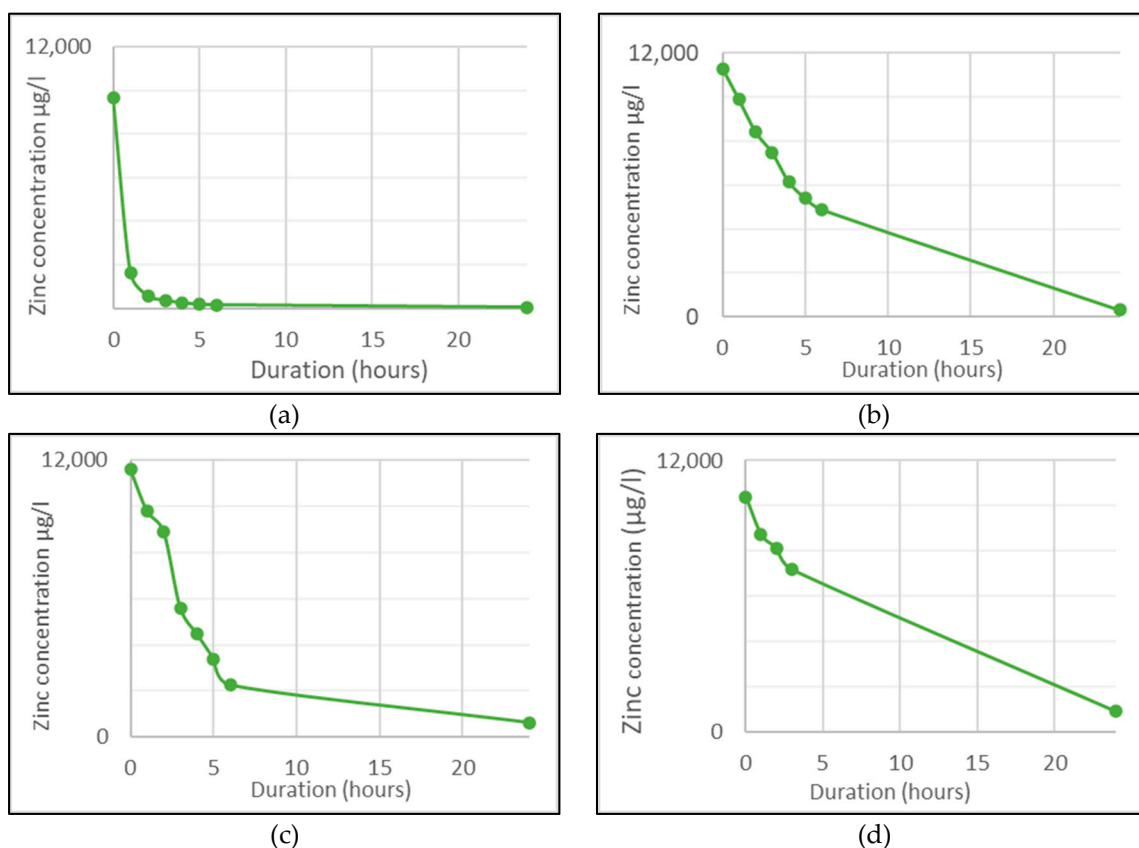 12,000
Zinc concentration µg/l
0 5 10 15 20
Duration (hours)
(a)
12,000
Zinc concentration µg/l
0
0 5 10 15 20
Duration (hours)
(b)
12,000
Zinc concentration µg/l
0
0 5 10 15 20
Duration (hours)
(c)
12,000
Zinc concentration (µg/l)
0
0 5 10 15 20
Duration (hours)
(d)